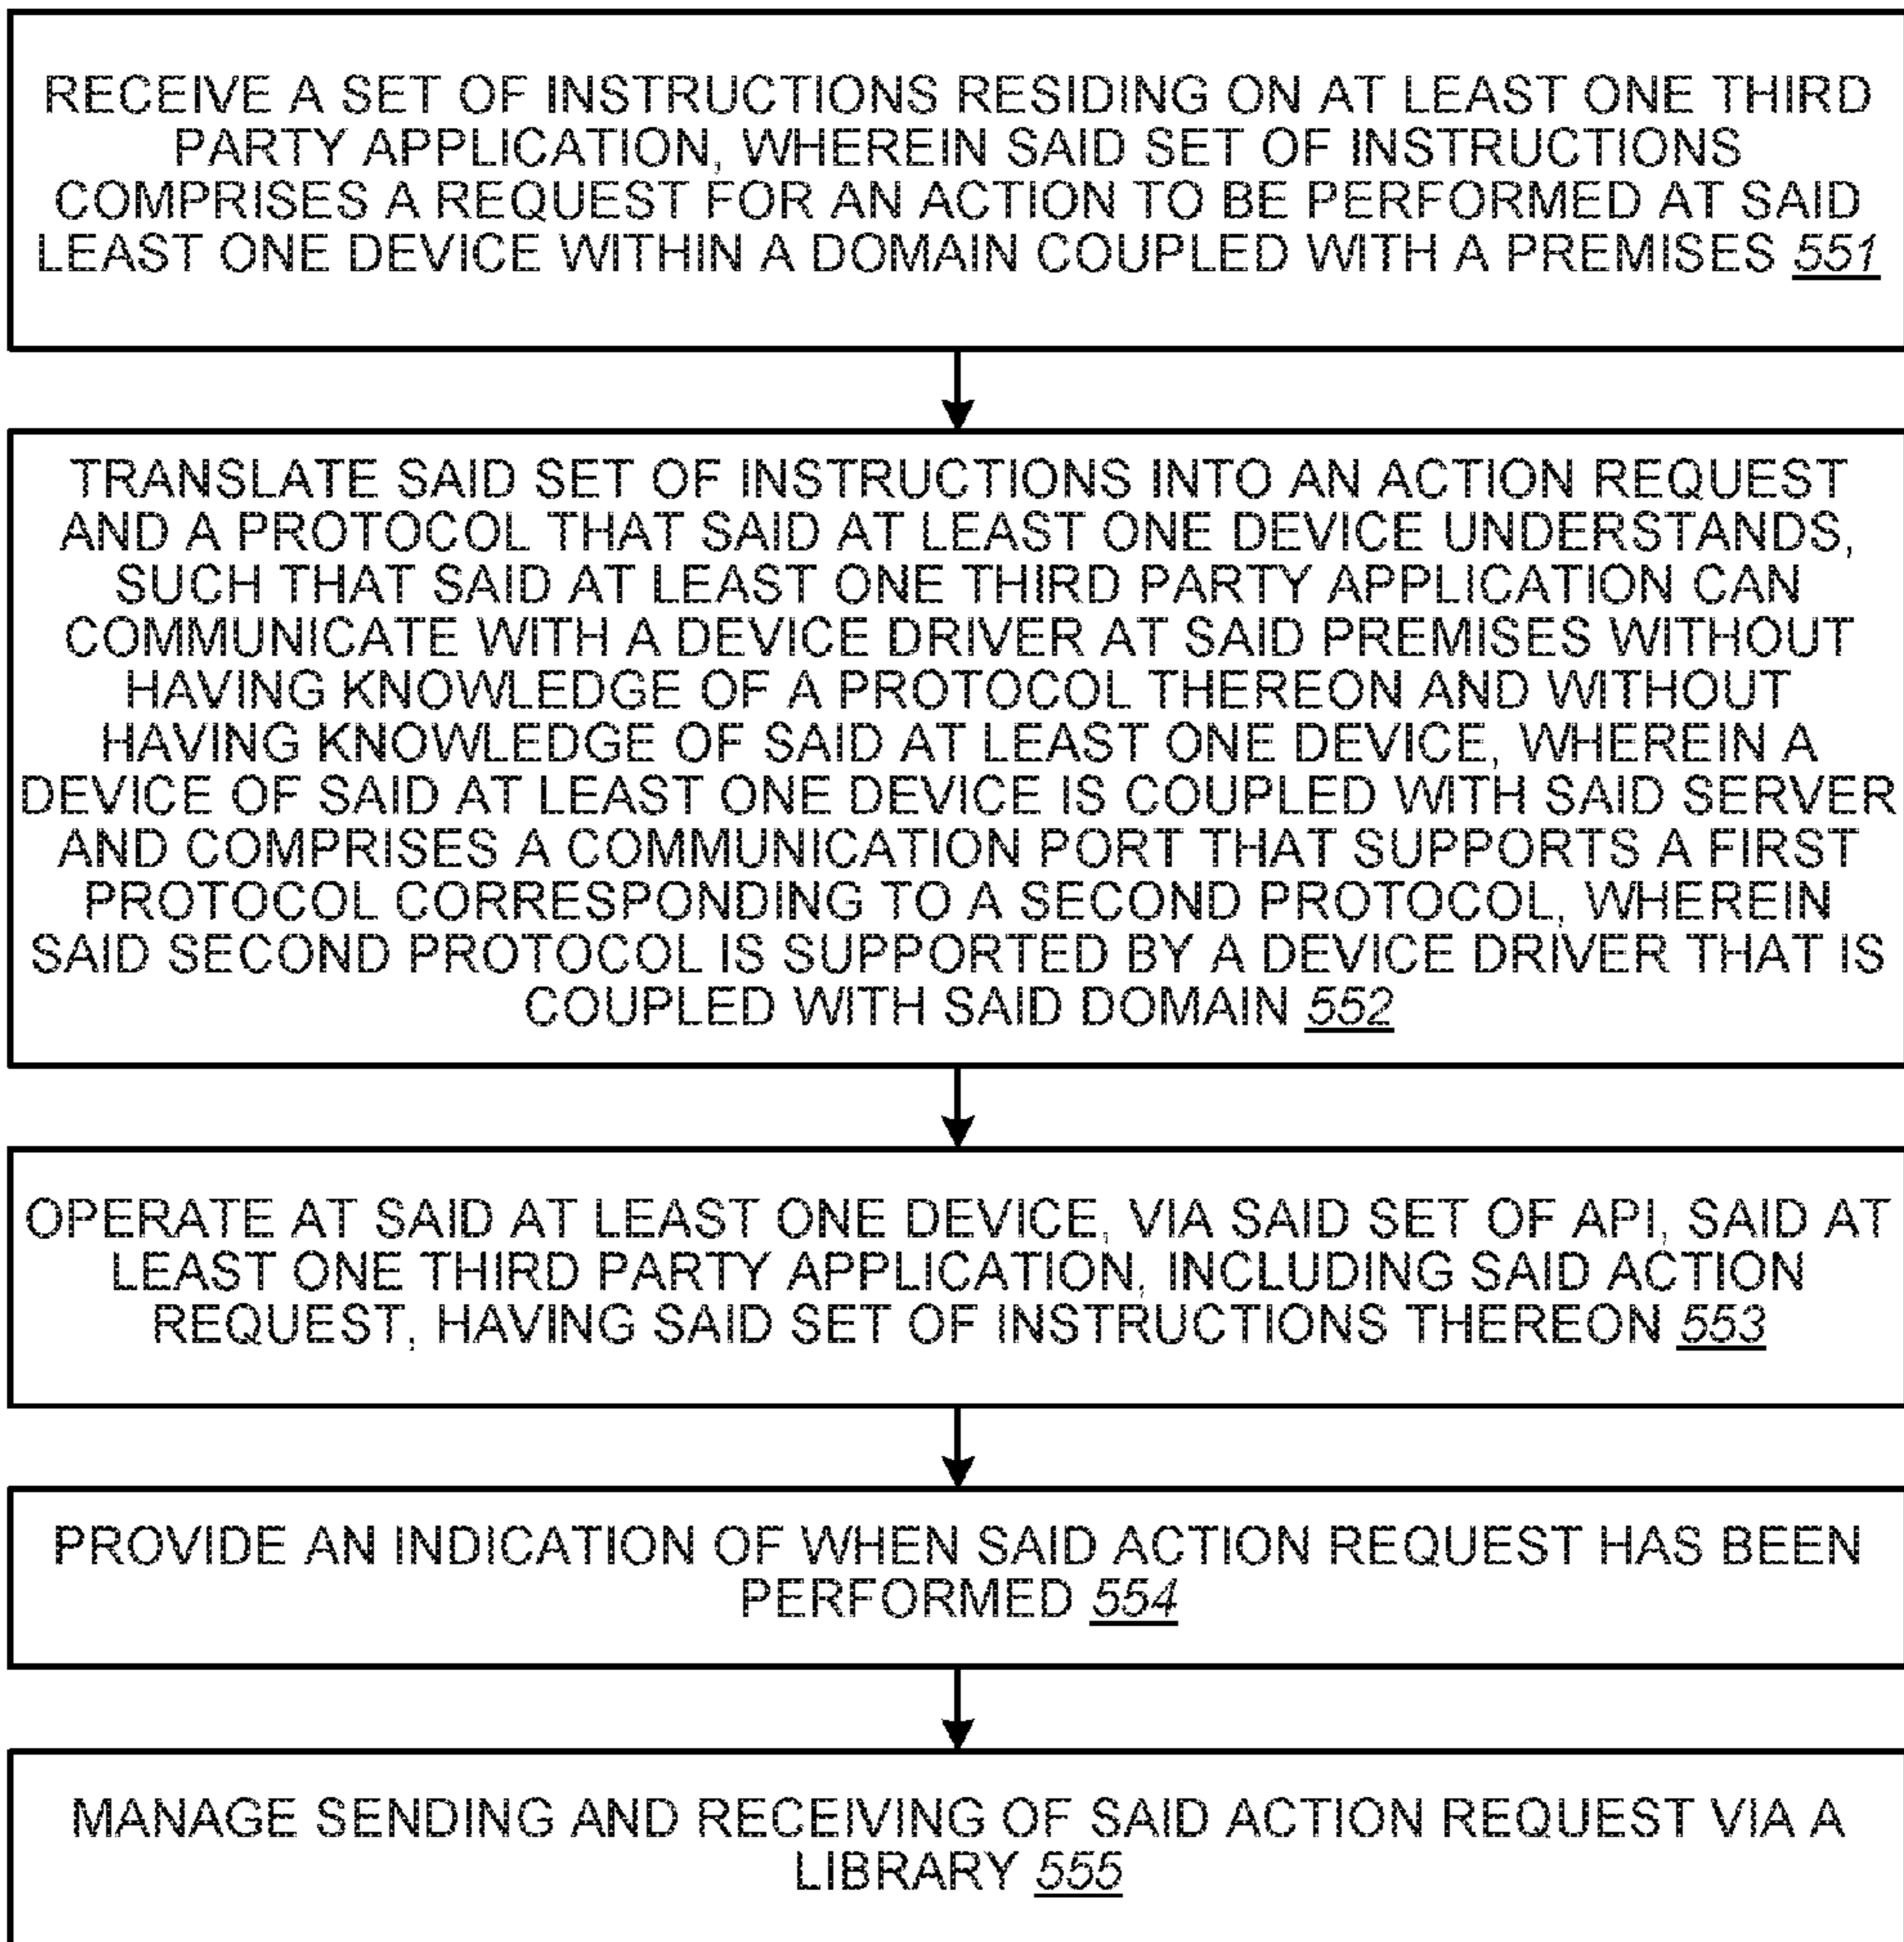 RECEIVE A SET OF INSTRUCTIONS RESIDING ON AT LEAST ONE THIRD
PARTY APPLICATION, WHEREIN SAID SET OF INSTRUCTIONS
COMPRISES A REQUEST FOR AN ACTION TO BE PERFORMED AT SAID
LEAST ONE DEVICE WITHIN A DOMAIN COUPLED WITH A PREMISES 551
TRANSLATE SAID SET OF INSTRUCTIONS INTO AN ACTION REQUEST
AND A PROTOCOL THAT SAID AT LEAST ONE DEVICE UNDERSTANDS,
SUCH THAT SAID AT LEAST ONE THIRD PARTY APPLICATION CAN
COMMUNICATE WITH A DEVICE DRIVER AT SAID PREMISES WITHOUT
HAVING KNOWLEDGE OF A PROTOCOL THEREON AND WITHOUT
HAVING KNOWLEDGE OF SAID AT LEAST ONE DEVICE, WHEREIN A
DEVICE OF SAID AT LEAST ONE DEVICE IS COUPLED WITH SAID SERVER
AND COMPRISES A COMMUNICATION PORT THAT SUPPORTS A FIRST
PROTOCOL CORRESPONDING TO A SECOND PROTOCOL, WHEREIN
SAID SECOND PROTOCOL IS SUPPORTED BY A DEVICE DRIVER THAT IS
COUPLED WITH SAID DOMAIN 552
OPERATE AT SAID AT LEAST ONE DEVICE, VIA SAID SET OF API, SAID AT
LEAST ONE THIRD PARTY APPLICATION, INCLUDING SAID ACTION
REQUEST, HAVING SAID SET OF INSTRUCTIONS THEREON 553
PROVIDE AN INDICATION OF WHEN SAID ACTION REQUEST HAS BEEN
PERFORMED 554
MANAGE SENDING AND RECEIVING OF SAID ACTION REQUEST VIA A
LIBRARY 555